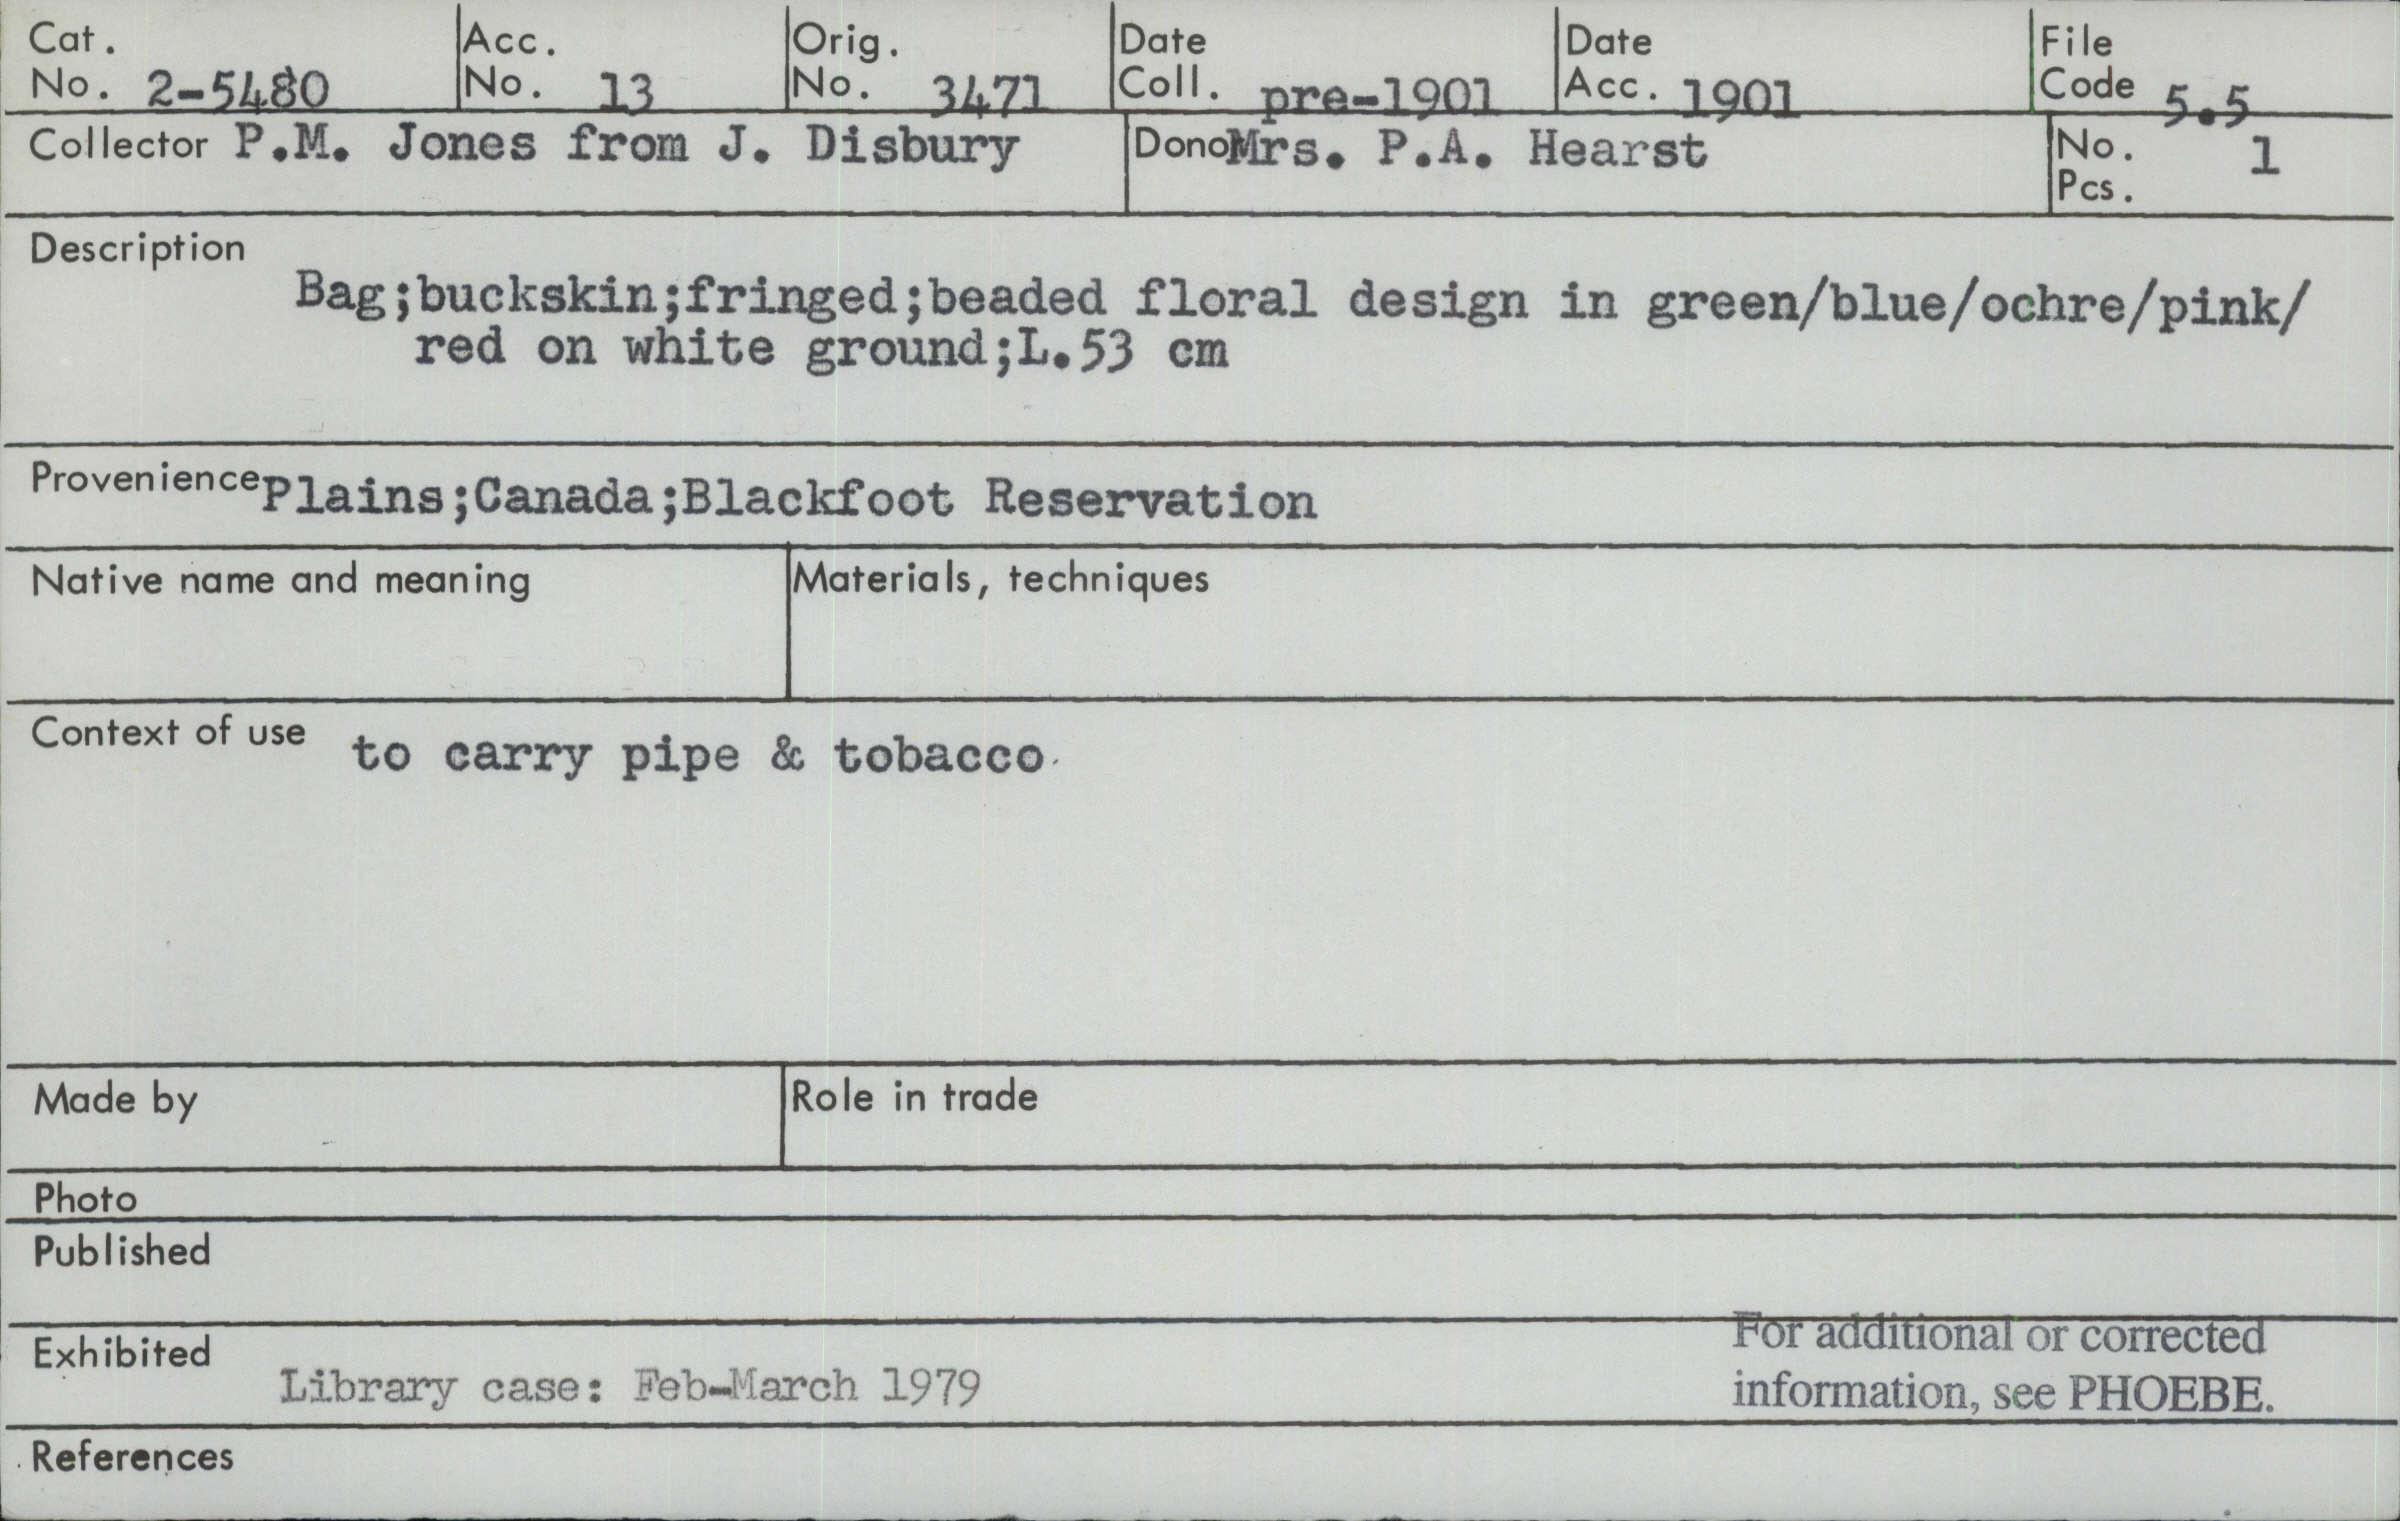 Cat. No. 2-5480 Acc. No. 13 Orig. No. 3471 Date Coll. pre-1901 Date Acc. 1901 File Code 5.5
Collector P.M. Jones from J. Disbury Dono Mrs. P.A. Hearst No. Pcs. 1
Description
Bag;buckskin;fringed;beaded floral design in green/blue/ochre/pink/
red on white ground;L.53 cm
Provenience Plains;Canada;Blackfoot Reservation
Native name and meaning Materials, techniques
Context of use to carry pipe & tobacco.
Made by Role in trade
Photo
Published
Exhibited
Library case: Feb-March 1979
For additional or corrected
information, see PHOEBE.
References